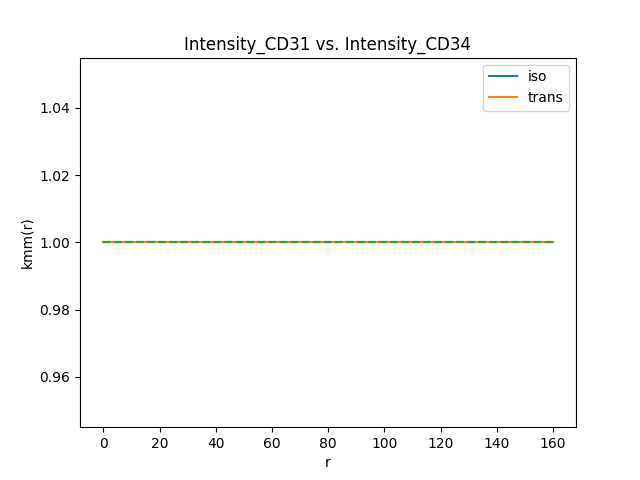 Intensity_CD31 vs. Intensity_CD34
iso
trans
1.04
1.02
1.00
0.98
0.96
kmm(r)
0 20 40 60 80 100 120 140 160
r